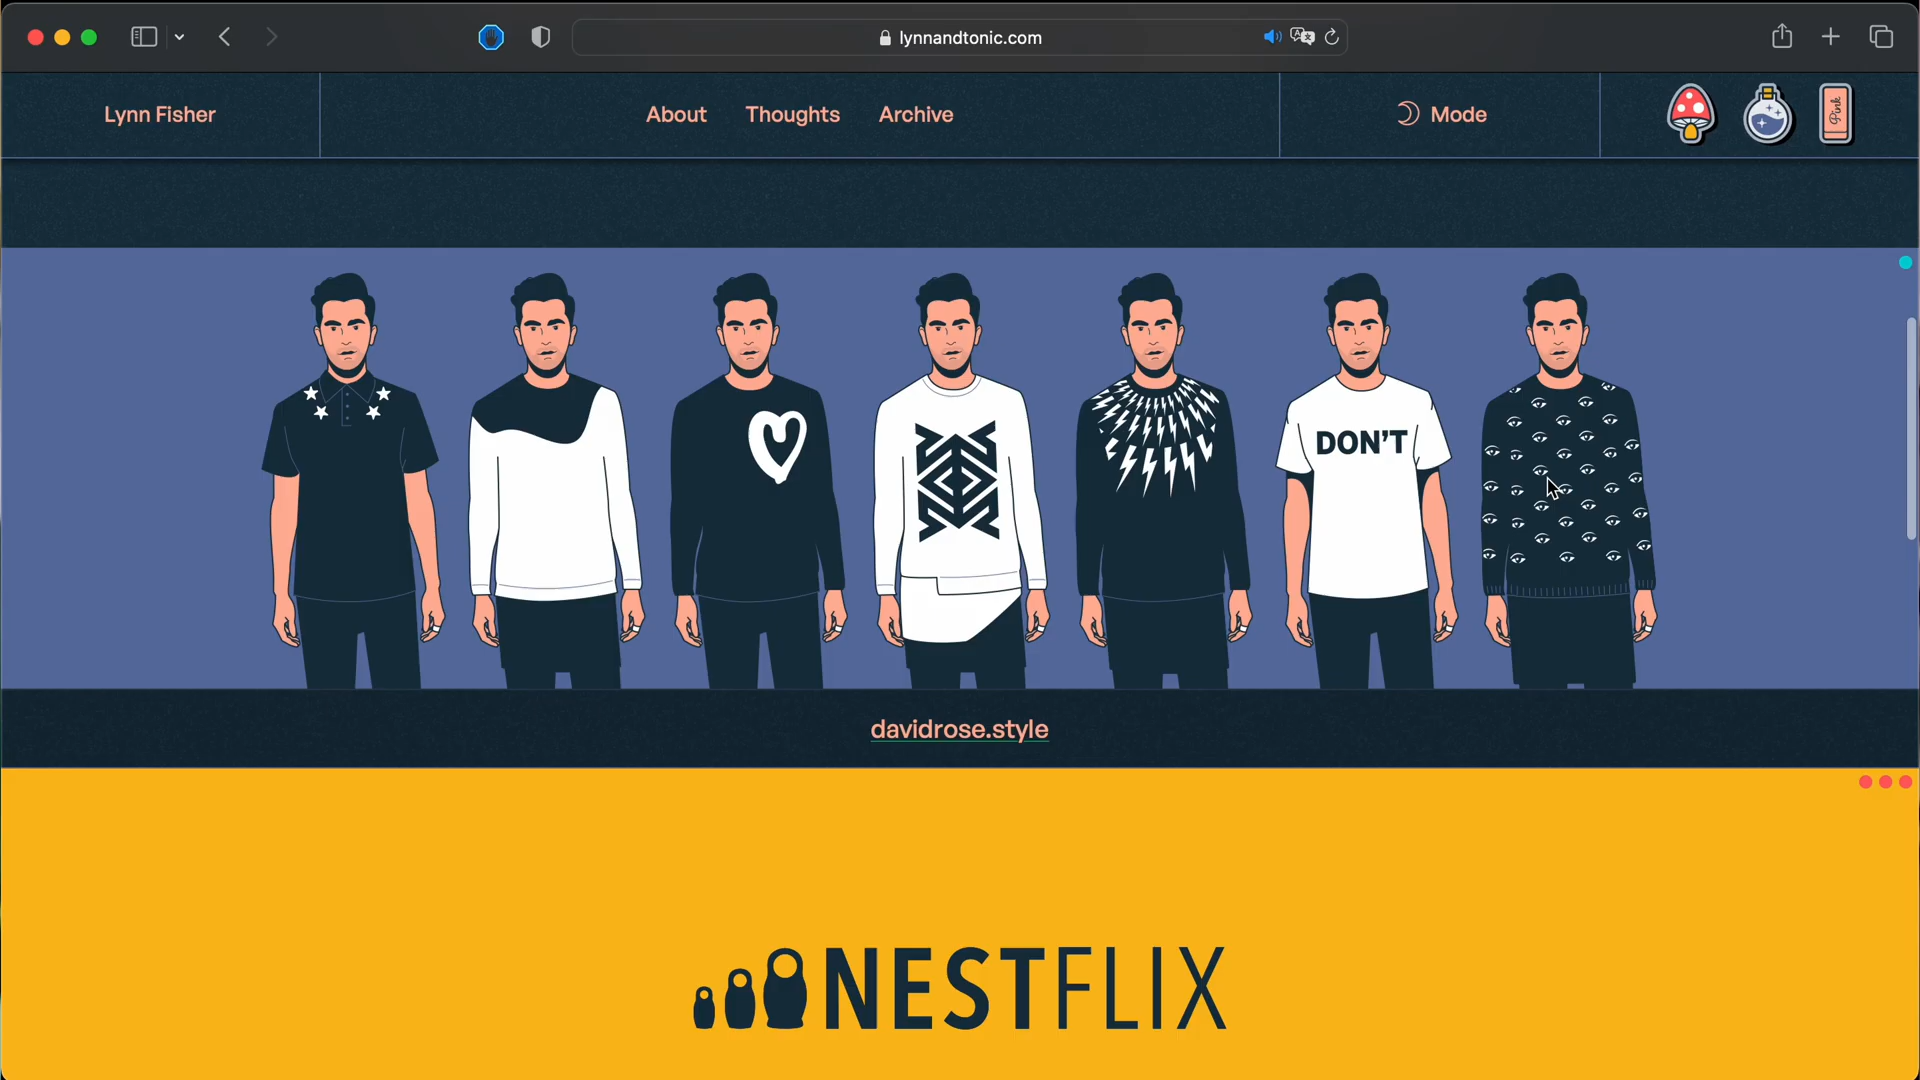 lynnandtonic.com
Lynn Fisher
About Thoughts Archive
Mode
Pink
DON'T
davidrose.style
NESTFLIX